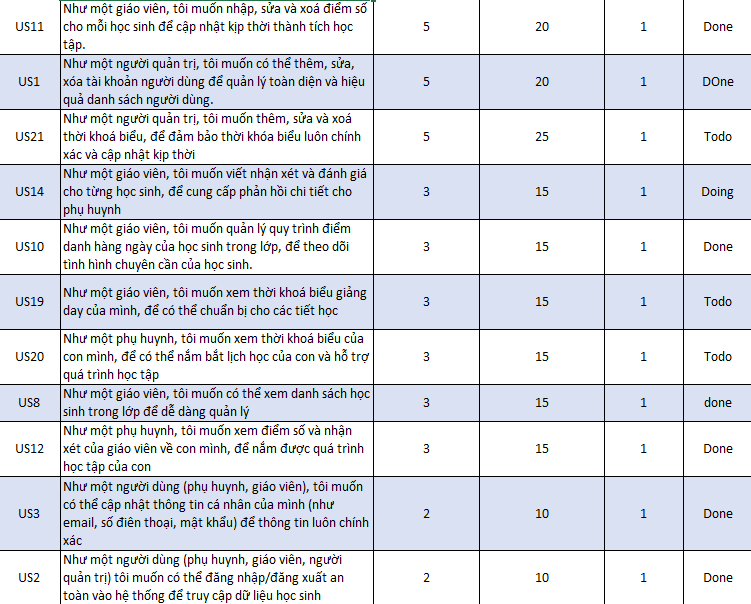 US11 Như một giáo viên, tôi muốn nhập, sửa và xoá điểm số 5 20 1 Done
cho mỗi học sinh để cập nhật kịp thời thành tích học
tập.
US1 Như một người quản trị, tôi muốn có thể thêm, sửa, 5 20 1 DOne
xóa tài khoản người dùng để quản lý toàn diện và hiệu
quả danh sách người dùng.
US21 Như một người quản trị, tôi muốn thêm, sửa và xoá 5 25 1 Todo
thời khoá biểu, để đảm bảo thời khóa biểu luôn chính
xác và cập nhật kịp thời
US14 Như một giáo viên, tôi muốn viết nhận xét và đánh giá 3 15 1 Doing
cho từng học sinh, để cung cấp phản hồi chi tiết cho
phụ huynh
US10 Như một giáo viên, tôi muốn quản lý quy trình điểm 3 15 1 Done
danh hàng ngày của học sinh trong lớp, để theo dõi
tình hình chuyên cần của học sinh.
US19 Như một giáo viên, tôi muốn xem thời khoá biểu giảng 3 15 1 Todo
day của mình, để có thể chuẩn bị cho các tiết học
US20 Như một phụ huynh, tôi muốn xem thời khoá biểu của 3 15 1 Todo
con mình, để có thể nắm bắt lịch học của con và hỗ trợ
quá trình học tập
US8 Như một giáo viên, tôi muốn có thể xem danh sách học 3 15 1 done
sinh trong lớp để dễ dàng quản lý
US12 Như một phụ huynh, tôi muốn xem điểm số và nhận 3 15 1 Done
xét của giáo viên về con mình, để nắm được quá trình
học tập của con
US3 Như một người dùng (phụ huynh, giáo viên), tôi muốn 2 10 1 Done
có thể cập nhật thông tin cá nhân của mình (như
email, số điên thoại, mật khẩu) để thông tin luôn chính
xác
US2 Như một người dùng (phụ huynh, giáo viên, người 2 10 1 Done
quản trị) tôi muốn có thể đăng nhập/đăng xuất an
toàn vào hệ thống để truy cập dữ liệu học sinh